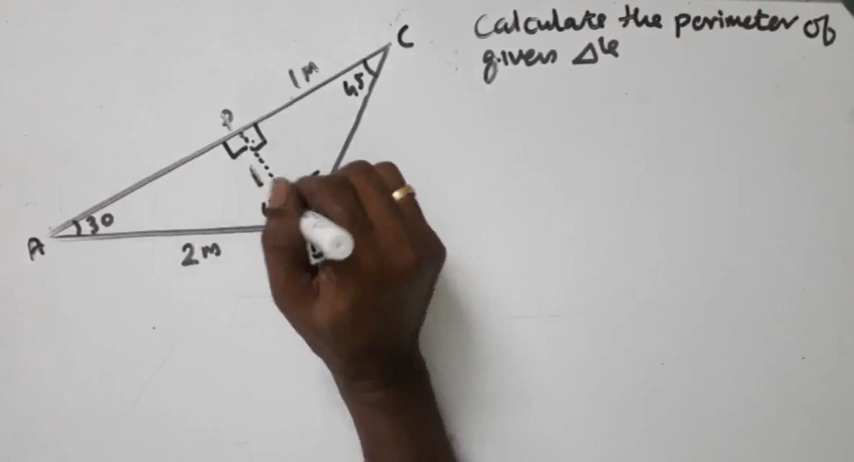 Calculate the perimeter of
given Δle
C
1M
45
P
1
30
A
2M